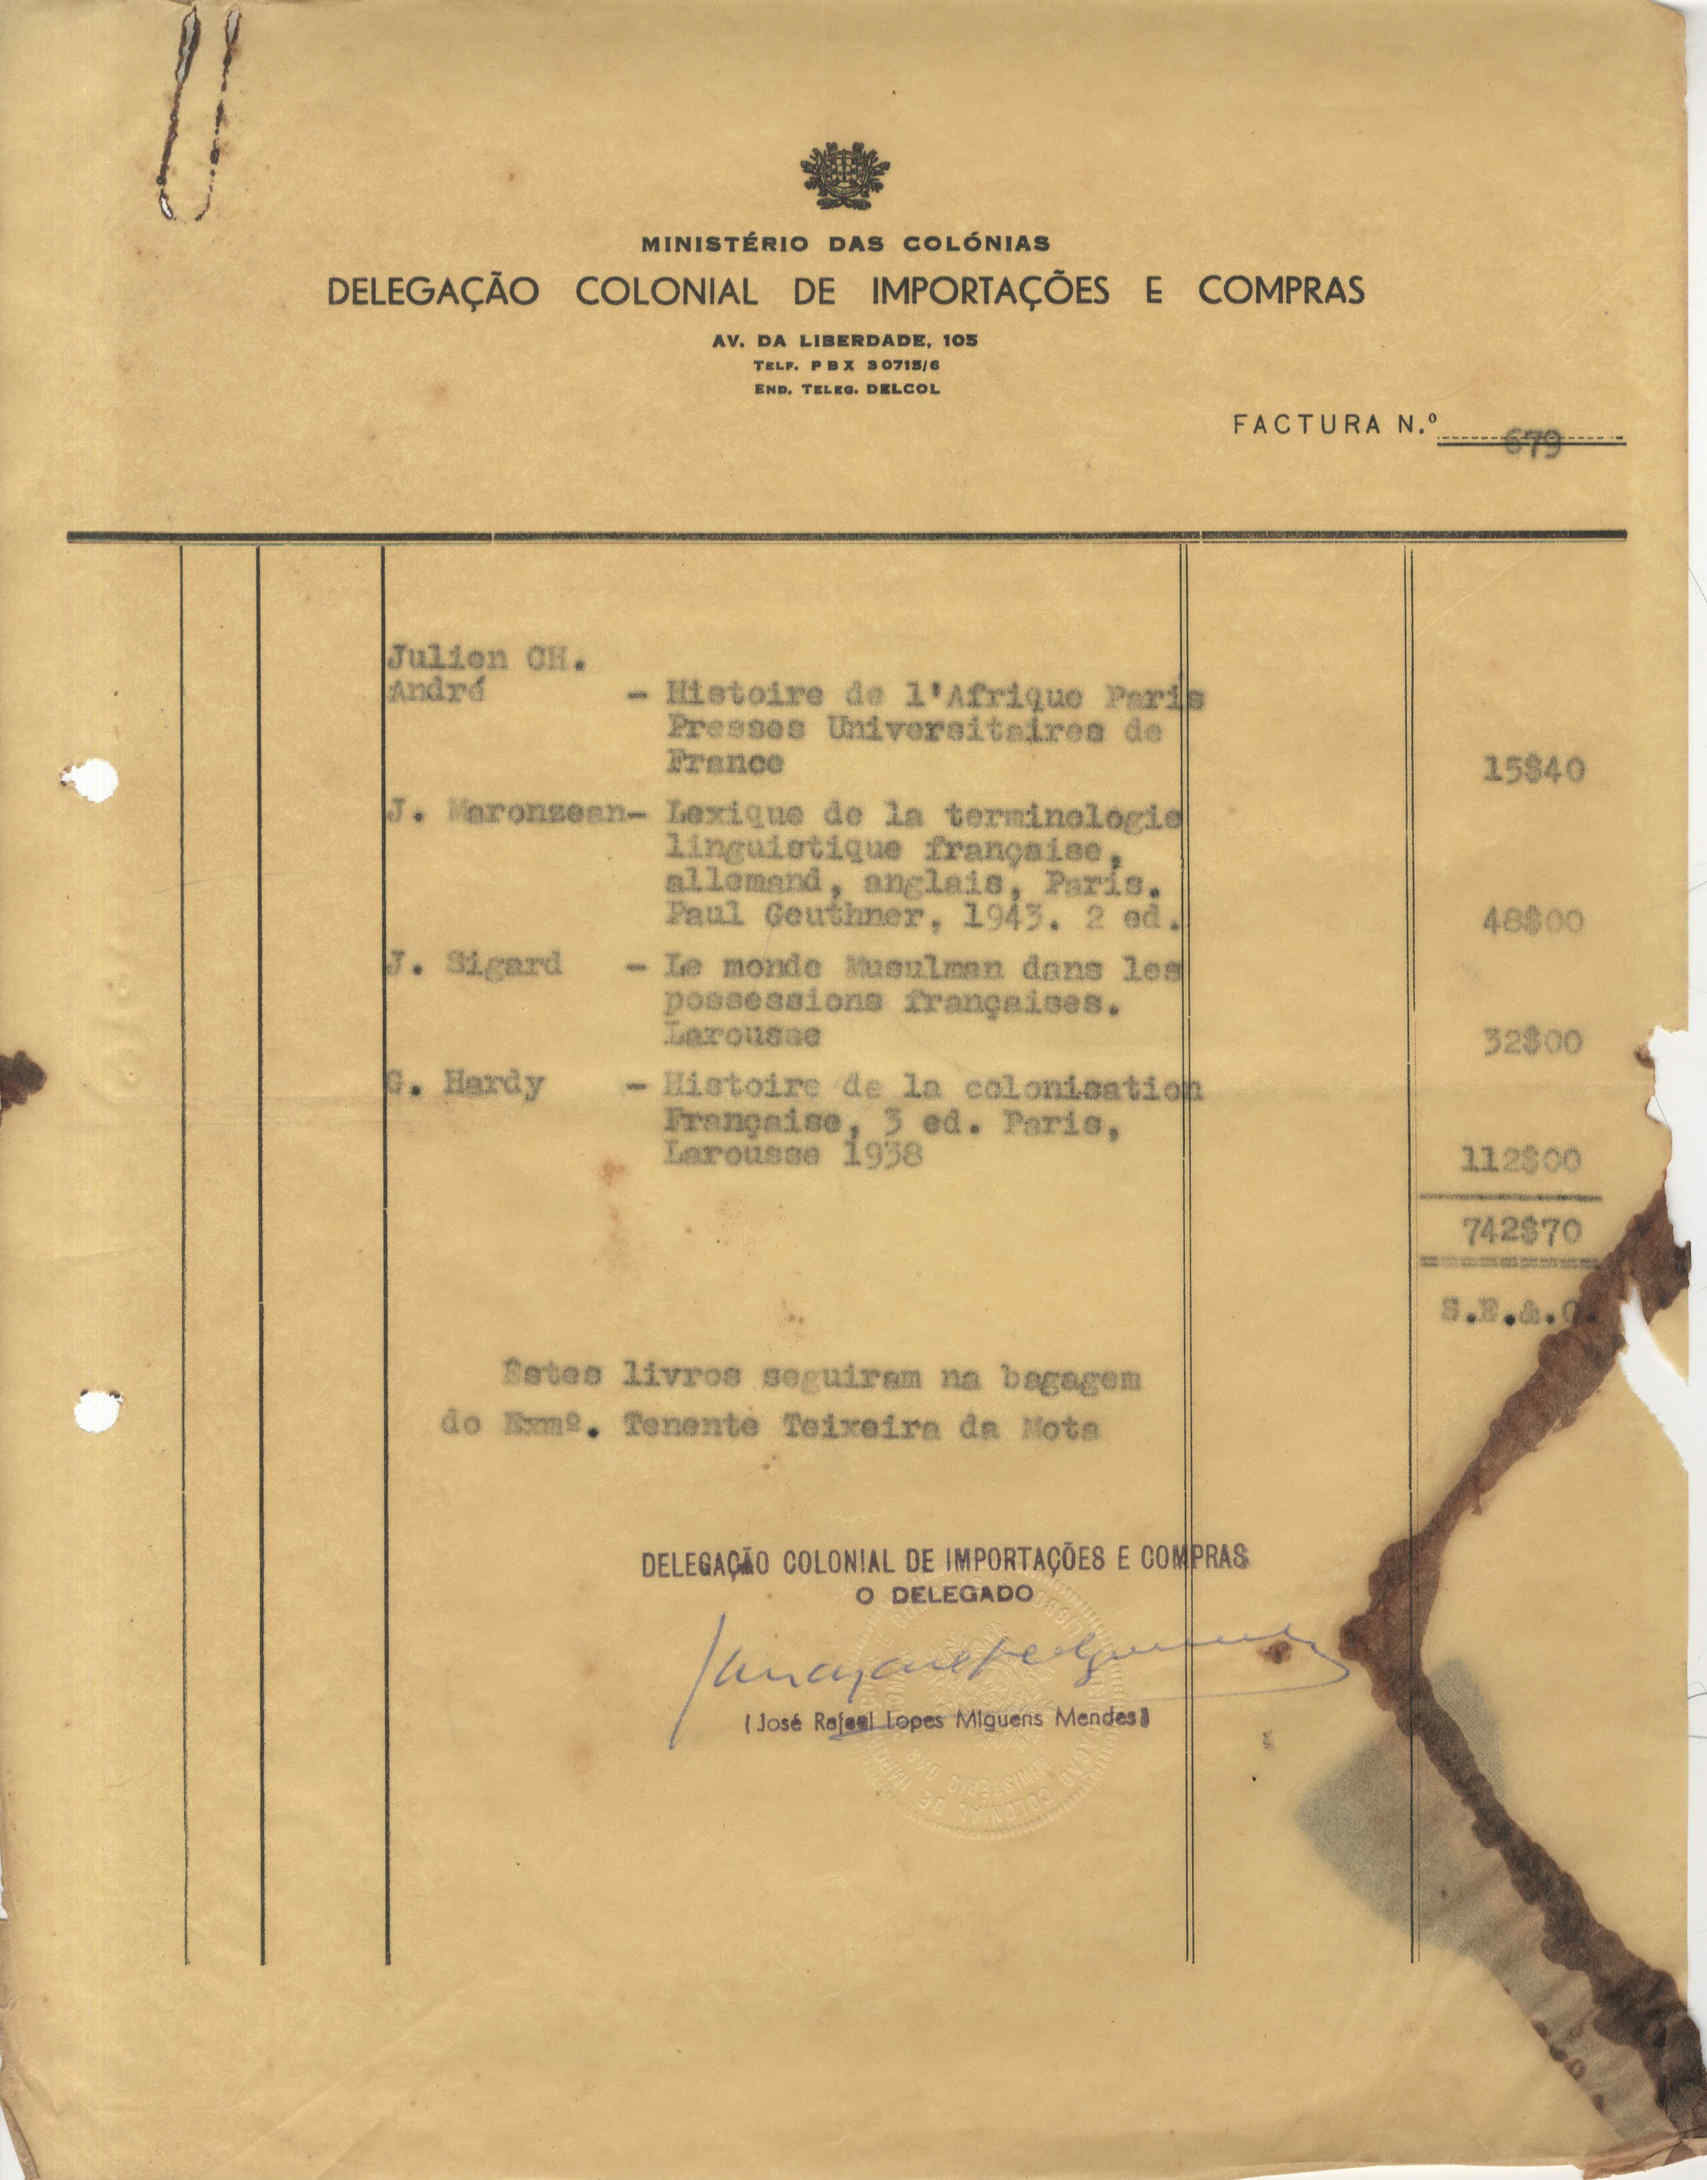 MINISTÉRIO DAS COLÓNIAS
DELEGAÇÃO COLONIAL DE IMPORTAÇÕES E COMPRAS
AV. DA LIBERDADE, 105
TELF. PBX 30715/6
END. TELEG. DELCOL
FACTURA N.º 679
Julien CH.
André - Histoire de l'Afrique Paris
Presses Universitaires de
France 15$40
J. Maronzean- Lexique de la terminologie
linguistique française,
allemand, anglais, Paris.
Paul Geuthner, 1943. 2 ed. 48$00
J. Sigard - Le monde Musulman dans les
possessions françaises.
Larousse 32$00
G. Hardy - Histoire de la colonisation
Française, 3 ed. Paris,
Larousse 1938 112$00
742$70
S.E.&.O.
Estes livros seguiram na bagagem
do Exmº. Tenente Teixeira da Mota
DELEGAÇÃO COLONIAL DE IMPORTAÇÕES E COMPRAS
O DELEGADO
(José Rafael Lopes Miguens Mendes)